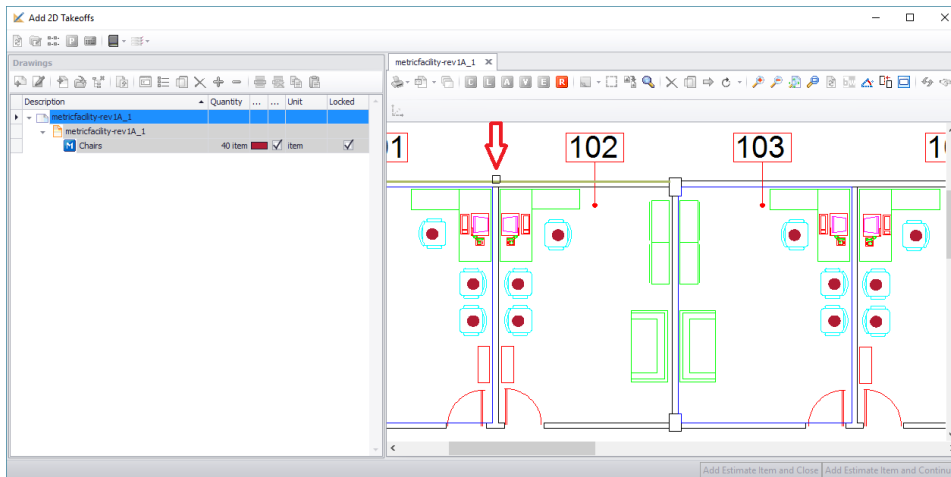 Add 2D Takeoffs
P
Drawings
Description Quantity ... ... Unit Locked
metricfacility-rev1A_1
metricfacility-rev1A_1
M Chairs 40 item item
metricfacility-rev1A_1
C L A V E R R
01 102 103 10
Add Estimate Item and Close Add Estimate Item and Continu